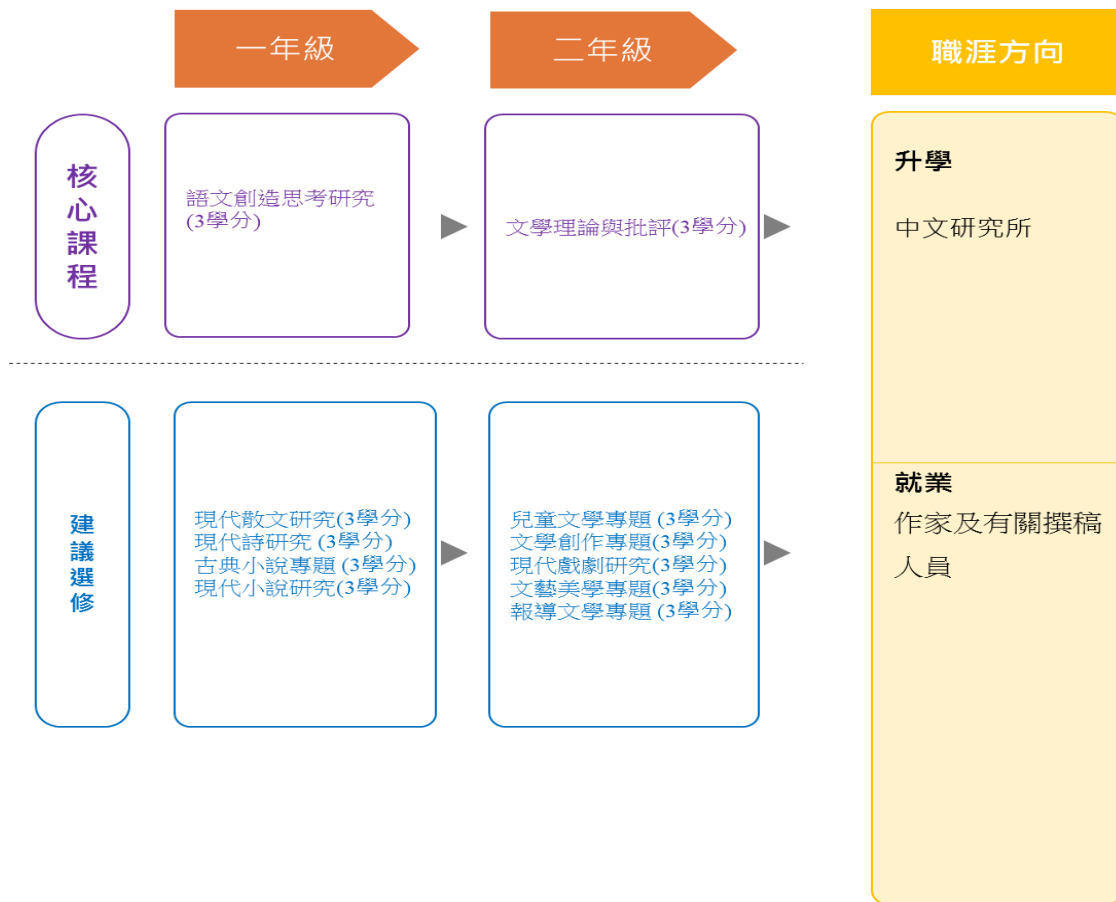 一年級
二年級
職涯方向
核心課程
語文創造思考研究
(3學分)
文學理論與批評(3學分)
升學
中文研究所
建議選修
現代散文研究(3學分)
現代詩研究 (3學分)
古典小說專題 (3學分)
現代小說研究(3學分)
兒童文學專題 (3學分)
文學創作專題(3學分)
現代戲劇研究(3學分)
文藝美學專題(3學分)
報導文學專題 (3學分)
就業
作家及有關撰稿
人員